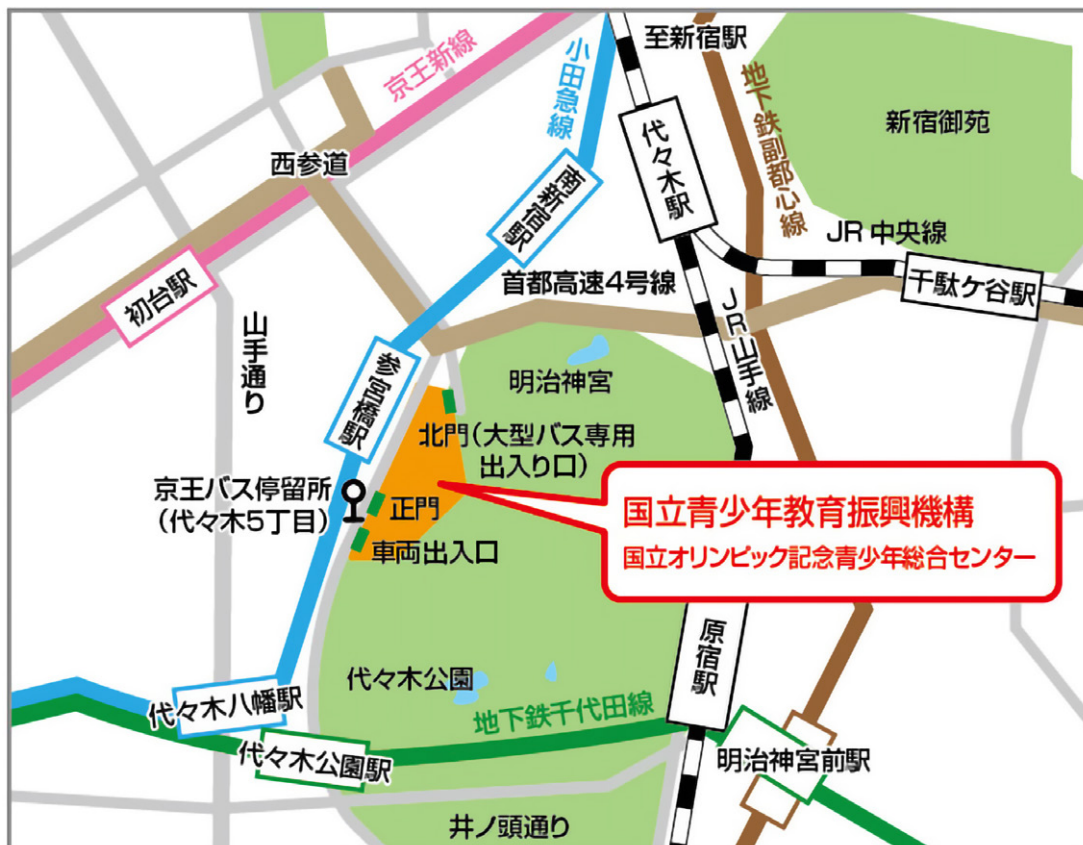 至新宿駅
京王新線
小田急線
地下鉄副都心線
新宿御苑
代々木駅
西参道
南新宿駅
JR中央線
千駄ケ谷駅
初台駅
首都高速4号線
山手通り
JR山手線
参宮橋駅
明治神宮
北門(大型バス専用
出入り口)
京王バス停留所
(代々木5丁目)
正門
車両出入口
国立青少年教育振興機構
国立オリンピック記念青少年総合センター
原宿駅
代々木公園
代々木八幡駅
地下鉄千代田線
代々木公園駅
明治神宮前駅
井ノ頭通り